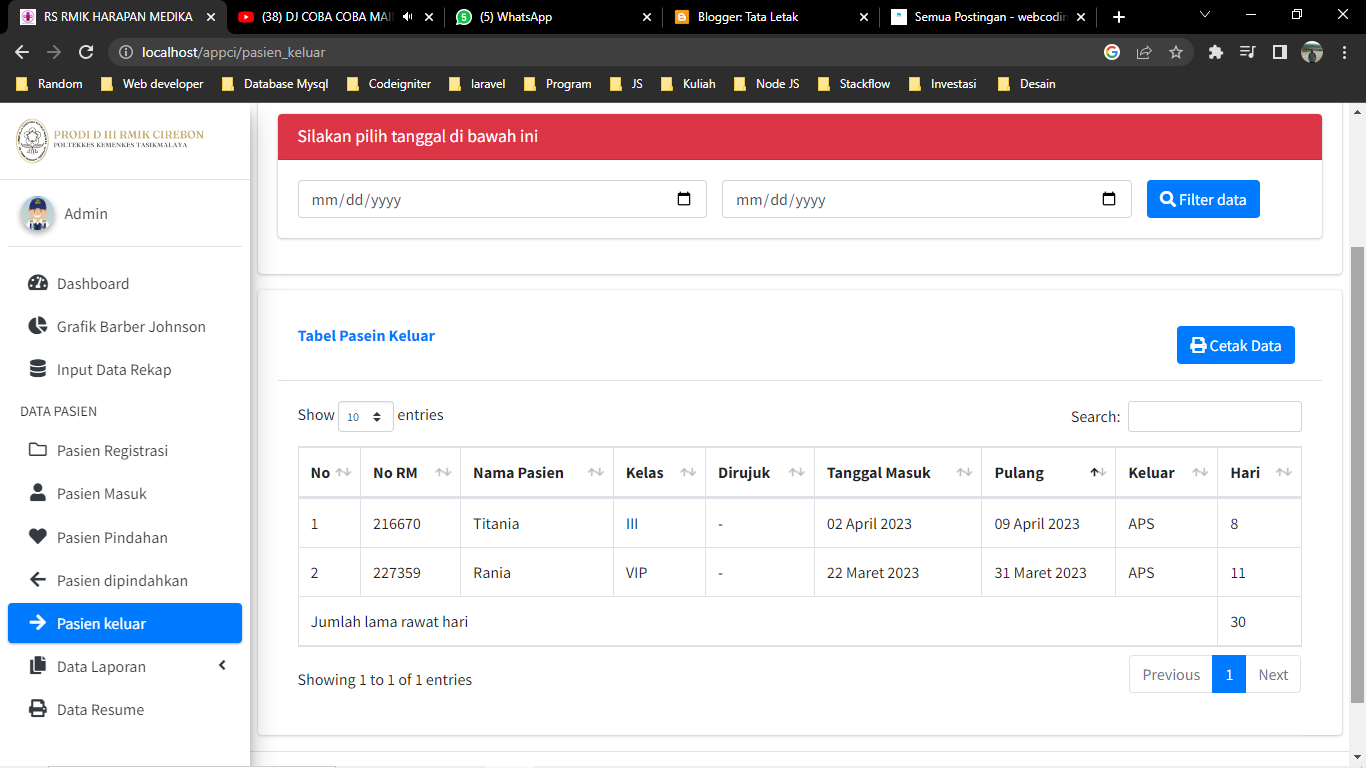 RS RMIK HARAPAN MEDIKA
(38) DJ COBA COBA MAI
(5) WhatsApp
Blogger: Tata Letak
Semua Postingan - webcodin
localhost/appci/pasien_keluar
Random Web developer Database Mysql Codeigniter laravel Program JS Kuliah Node JS Stackflow Investasi Desain
PRODI D III RMIK CIREBON
POLTEKKES KEMENKES TASIKMALAYA
Admin
Dashboard
Grafik Barber Johnson
Input Data Rekap
DATA PASIEN
Pasien Registrasi
Pasien Masuk
Pasien Pindahan
Pasien dipindahkan
Pasien keluar
Data Laporan
Data Resume
Silakan pilih tanggal di bawah ini
mm/dd/yyyy mm/dd/yyyy Filter data
Tabel Pasein Keluar
Cetak Data
Show 10 entries
Search:
No No RM Nama Pasien Kelas Dirujuk Tanggal Masuk Pulang Keluar Hari
1 216670 Titania III - 02 April 2023 09 April 2023 APS 8
2 227359 Rania VIP - 22 Maret 2023 31 Maret 2023 APS 11
Jumlah lama rawat hari 30
Showing 1 to 1 of 1 entries
Previous 1 Next